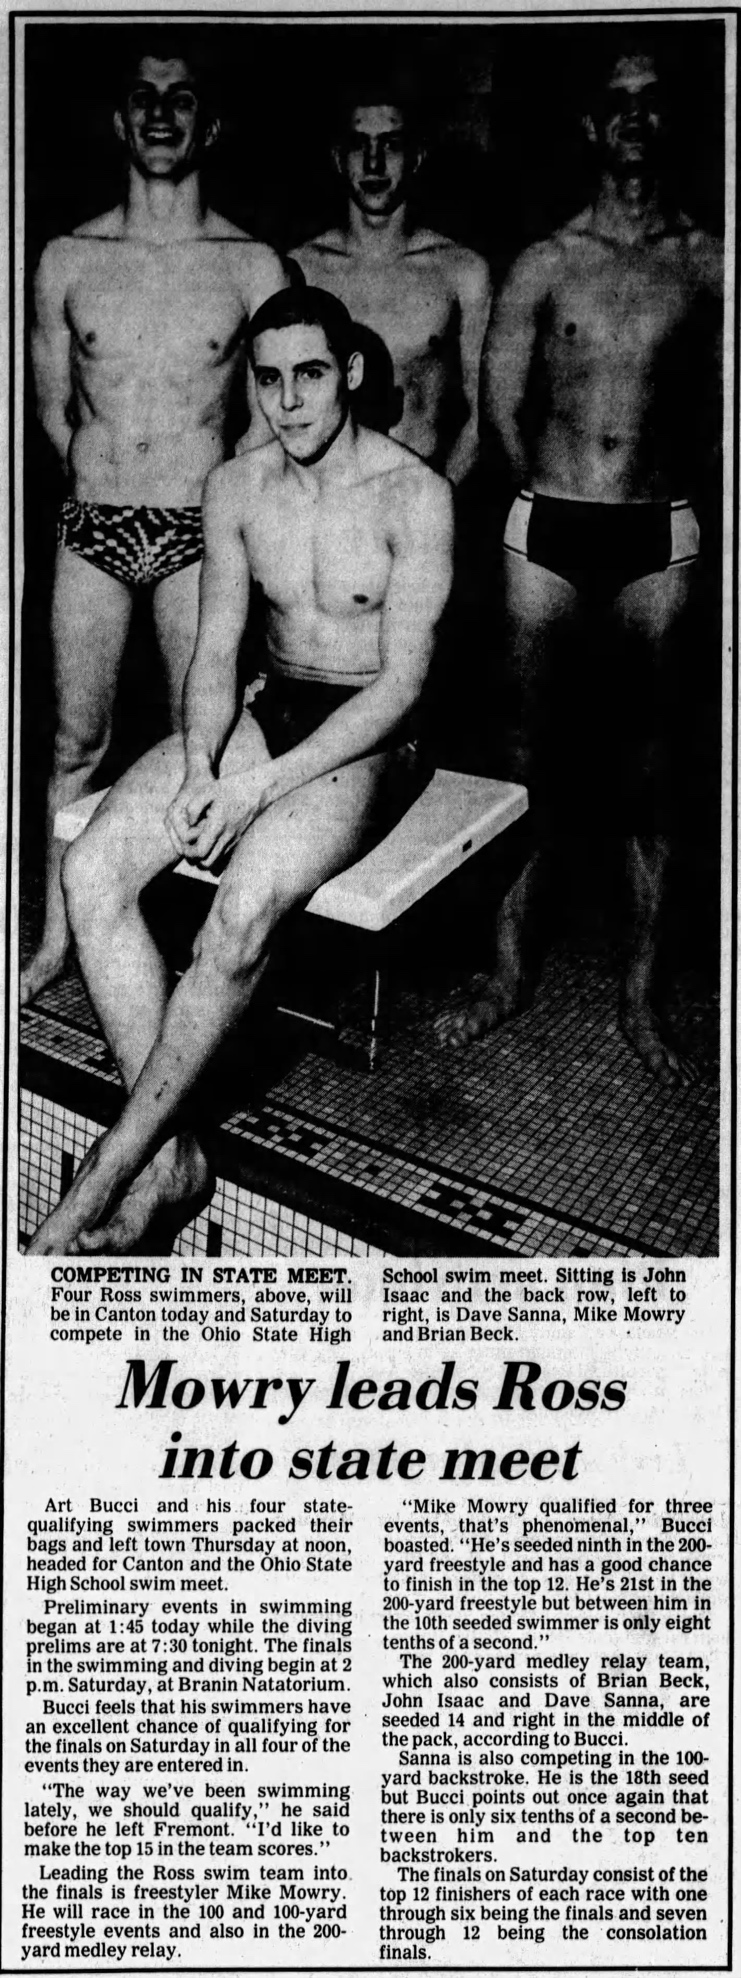 COMPETING IN STATE MEET.
Four Ross swimmers, above, will
be in Canton today and Saturday to
compete in the Ohio State High
School swim meet. Sitting is John
Isaac and the back row, left to
right, is Dave Sanna, Mike Mowry
and Brian Beck.
Mowry leads Ross
into state meet
Art Bucci and his four state-
qualifying swimmers packed their
bags and left town Thursday at noon,
headed for Canton and the Ohio State
High School swim meet.
Preliminary events in swimming
began at 1:45 today while the diving
prelims are at 7:30 tonight. The finals
in the swimming and diving begin at 2
p.m. Saturday, at Branin Natatorium.
Bucci feels that his swimmers have
an excellent chance of qualifying for
the finals on Saturday in all four of the
events they are entered in.
"The way we've been swimming
lately, we should qualify," he said
before he left Fremont. "I'd like to
make the top 15 in the team scores."
Leading the Ross swim team into
the finals is freestyler Mike Mowry.
He will race in the 100 and 100-yard
freestyle events and also in the 200-
yard medley relay.
"Mike Mowry qualified for three
events, that's phenomenal," Bucci
boasted. "He's seeded ninth in the 200-
yard freestyle and has a good chance
to finish in the top 12. He's 21st in the
200-yard freestyle but between him in
the 10th seeded swimmer is only eight
tenths of a second."
The 200-yard medley relay team,
which also consists of Brian Beck,
John Isaac and Dave Sanna, are
seeded 14 and right in the middle of
the pack, according to Bucci.
Sanna is also competing in the 100-
yard backstroke. He is the 18th seed
but Bucci points out once again that
there is only six tenths of a second be-
tween him and the top ten
backstrokers.
The finals on Saturday consist of the
top 12 finishers of each race with one
through six being the finals and seven
through 12 being the consolation
finals.